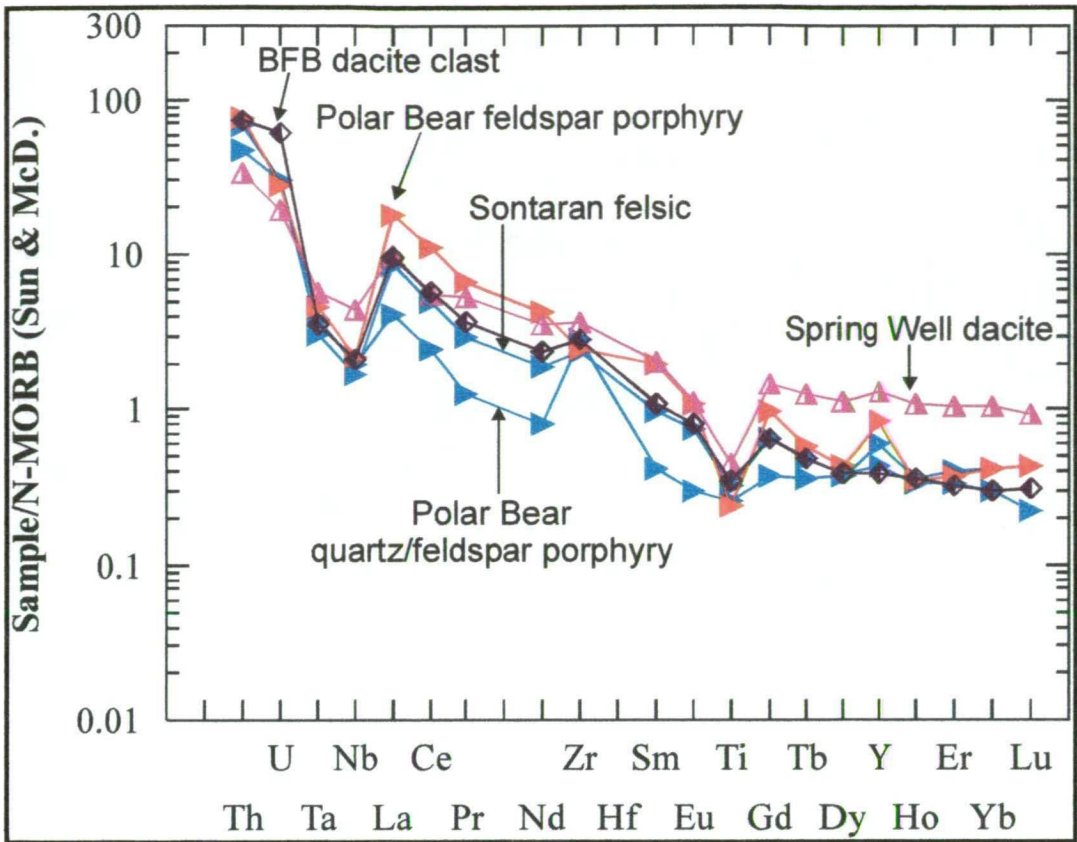 300
BFB dacite clast
100
Polar Bear feldspar porphyry
Sontaran felsic
10
Spring Well dacite
1
Polar Bear
quartz/feldspar porphyry
0.1
0.01
Sample/N-MORB (Sun & McD.)
U Nb Ce Zr Sm Ti Tb Y Er Lu
Th Ta La Pr Nd Hf Eu Gd Dy Ho Yb